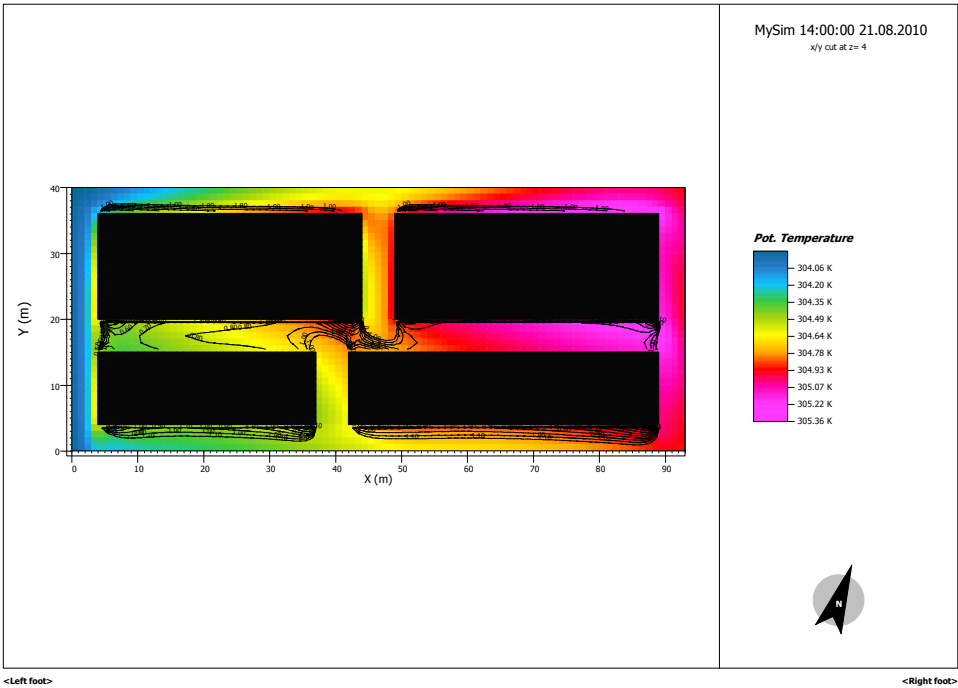 MySim 14:00:00 21.08.2010
x/y cut at z= 4
40
30
20
10
0
Y (m)
0 10 20 30 40 50 60 70 80 90
X (m)
Pot. Temperature
304.06 K
304.20 K
304.35 K
304.49 K
304.64 K
304.78 K
304.93 K
305.07 K
305.22 K
305.36 K
N
<Left foot> <Right foot>